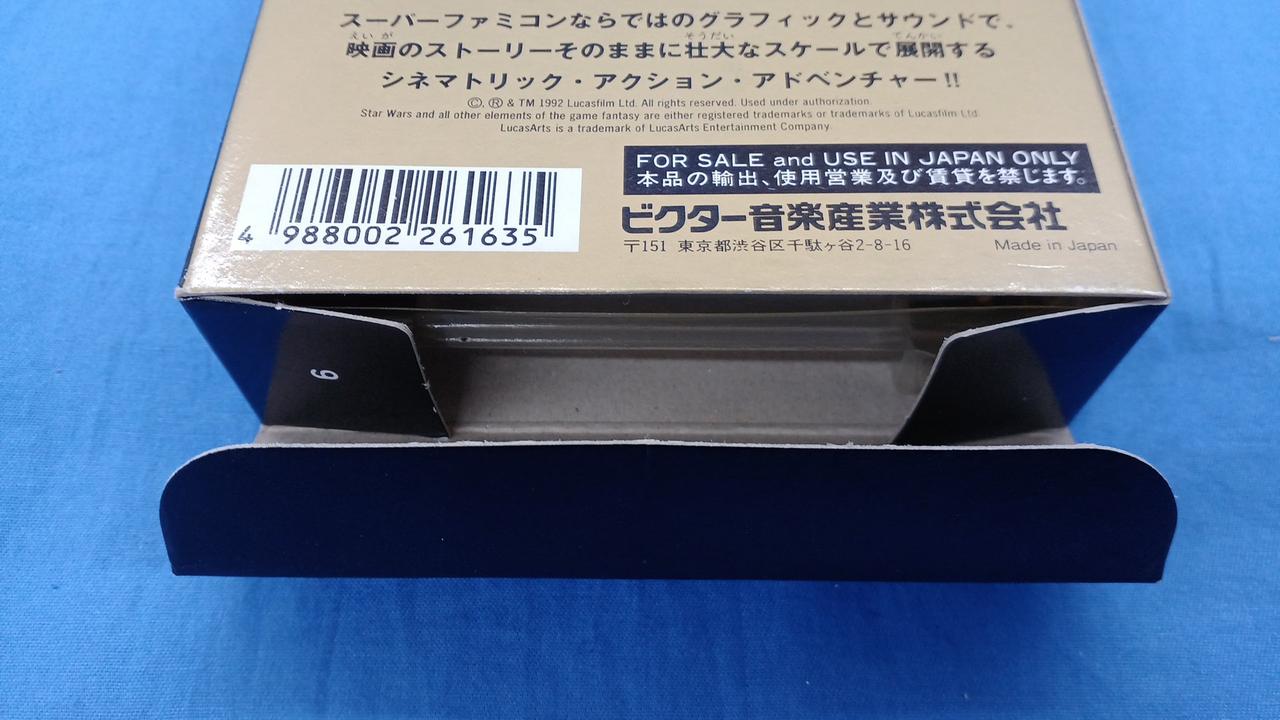 スーパーファミコンならではのグラフィックとサウンドで、
えいが そうだい てんかい
映画のストーリーそのままに壮大なスケールで展開する
シネマトリック・アクション・アドベンチャー!!
©, ® & TM 1992 Lucasfilm Ltd. All rights reserved. Used under authorization.
Star Wars and all other elements of the game fantasy are either registered trademarks or trademarks of Lucasfilm Ltd.
LucasArts is a trademark of LucasArts Entertainment Company.
FOR SALE and USE IN JAPAN ONLY
本品の輸出、使用営業及び賃貸を禁じます。
ビクター音楽産業株式会社
〒151 東京都渋谷区千駄ヶ谷2-8-16 Made in Japan
4 988002 261635
9